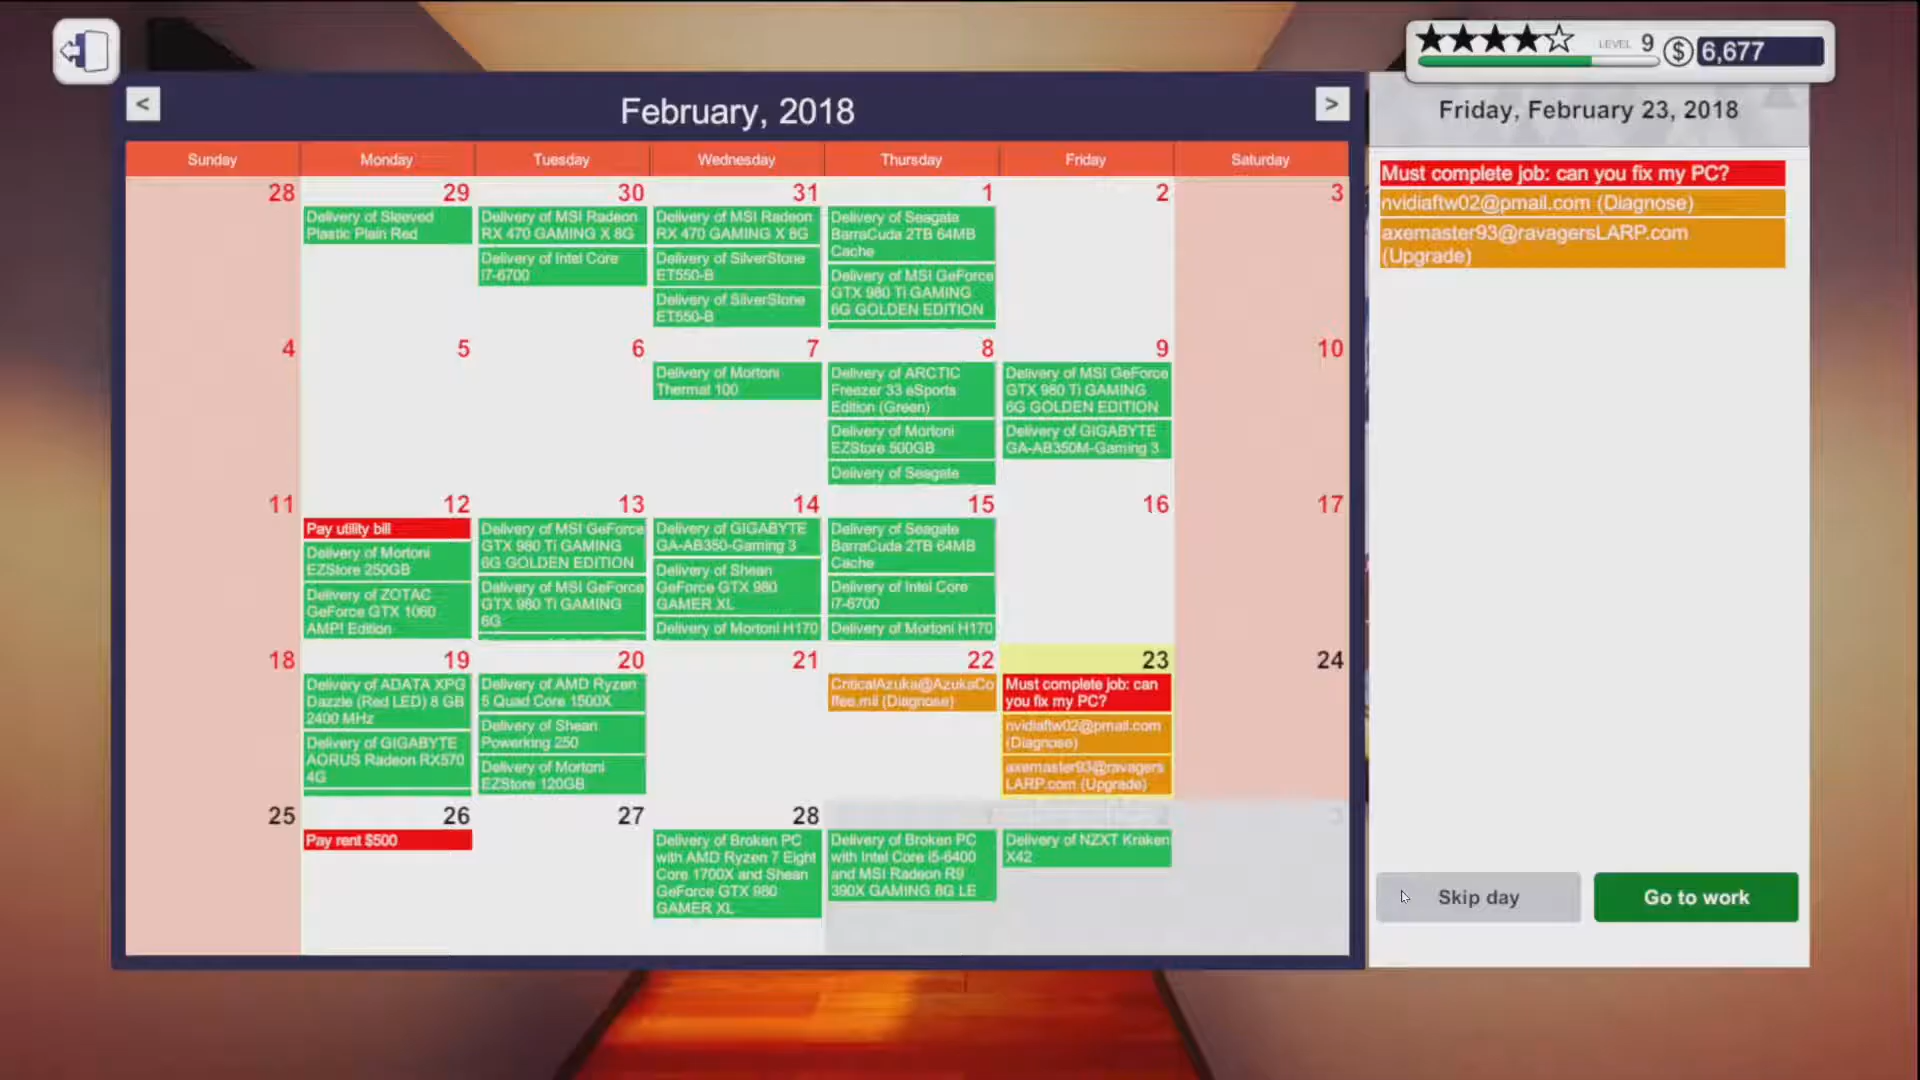 LEVEL 9
$ 6,677
< February, 2018 >
Friday, February 23, 2018
Sunday Monday Tuesday Wednesday Thursday Friday Saturday
28 29 30 31 1 2 3
Delivery of Sleeved
Plastic Plain Red
Delivery of MSI Radeon
RX 470 GAMING X 8G
Delivery of Intel Core
i7-6700
Delivery of MSI Radeon
RX 470 GAMING X 8G
Delivery of SilverStone
ET550-B
Delivery of SilverStone
ET550-B
Delivery of Seagate
BarraCuda 2TB 64MB
Cache
Delivery of MSI GeForce
GTX 980 Ti GAMING
6G GOLDEN EDITION
4 5 6 7 8 9 10
Delivery of Mortoni
Thermal 100
Delivery of ARCTIC
Freezer 33 eSports
Edition (Green)
Delivery of Mortoni
EZStore 500GB
Delivery of Seagate
Delivery of MSI GeForce
GTX 980 Ti GAMING
6G GOLDEN EDITION
Delivery of GIGABYTE
GA-AB350M-Gaming 3
11 12 13 14 15 16 17
Pay utility bill
Delivery of Mortoni
EZStore 250GB
Delivery of ZOTAC
GeForce GTX 1060
AMP! Edition
Delivery of MSI GeForce
GTX 980 Ti GAMING
6G GOLDEN EDITION
Delivery of MSI GeForce
GTX 980 Ti GAMING
6G
Delivery of GIGABYTE
GA-AB350-Gaming 3
Delivery of Shean
GeForce GTX 980
GAMER XL
Delivery of Mortoni H170
Delivery of Seagate
BarraCuda 2TB 64MB
Cache
Delivery of Intel Core
i7-6700
Delivery of Mortoni H170
18 19 20 21 22 23 24
Delivery of ADATA XPG
Dazzle (Red LED) 8 GB
2400 MHz
Delivery of GIGABYTE
AORUS Radeon RX570
4G
Delivery of AMD Ryzen
5 Quad Core 1500X
Delivery of Shean
Powerking 250
Delivery of Mortoni
EZStore 120GB
CriticalAzuka@AzukaCo
ffee.mil (Diagnose)
Must complete job: can
you fix my PC?
nvidiaftw02@pmail.com
(Diagnose)
axemaster93@ravagers
LARP.com (Upgrade)
25 26 27 28 1 2 3
Pay rent $500
Delivery of Broken PC
with AMD Ryzen 7 Eight
Core 1700X and Shean
GeForce GTX 980
GAMER XL
Delivery of Broken PC
with Intel Core i5-6400
and MSI Radeon R9
390X GAMING 8G LE
Delivery of NZXT Kraken
X42
Must complete job: can you fix my PC?
nvidiaftw02@pmail.com (Diagnose)
axemaster93@ravagersLARP.com
(Upgrade)
Skip day
Go to work